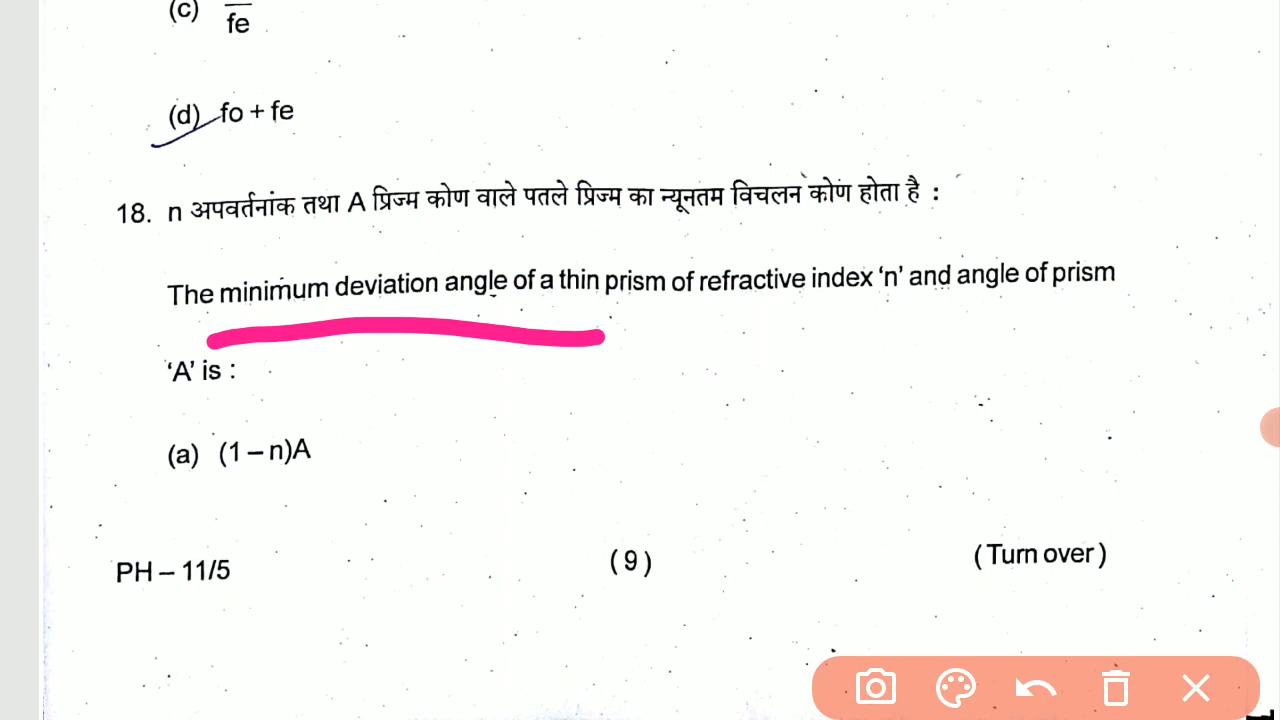 (c) fe
(d) fo + fe
18. n अपवर्तनांक तथा A प्रिज्म कोण वाले पतले प्रिज्म का न्यूनतम विचलन कोण होता है :
The minimum deviation angle of a thin prism of refractive index ‘n’ and angle of prism
‘A’ is :
(a) (1 – n)A
PH – 11/5 (9) (Turn over)